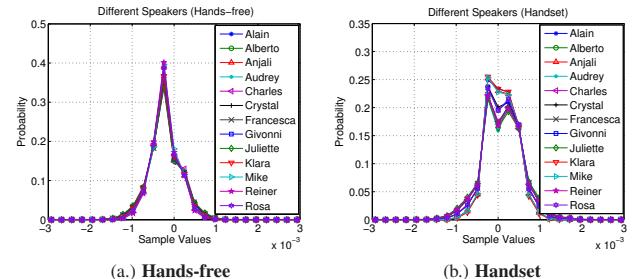 Different Speakers (Hands-free)
0.5
0.4
0.3
0.2
0.1
0
Probability
-3 -2 -1 0 1 2 3
Sample Values
x 10⁻³
Alain
Alberto
Anjali
Audrey
Charles
Crystal
Francesca
Givonni
Juliette
Klara
Mike
Reiner
Rosa
(a.) Hands-free
Different Speakers (Handset)
0.35
0.3
0.25
0.2
0.15
0.1
0.05
0
Probability
-3 -2 -1 0 1 2 3
Sample Values
x 10⁻³
Alain
Alberto
Anjali
Audrey
Charles
Crystal
Francesca
Givonni
Juliette
Klara
Mike
Reiner
Rosa
(b.) Handset